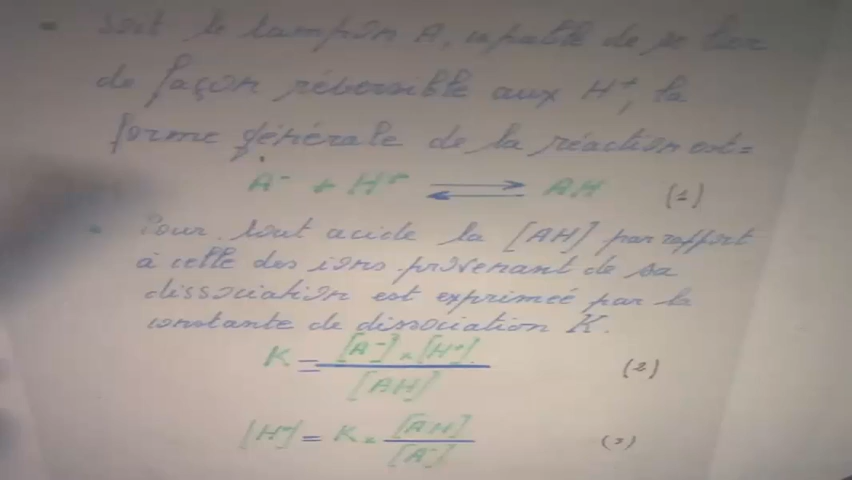 • Soit le tampon A, capable de se lier
de façon réversible aux H⁺, la
forme générale de la réaction est =
A⁻ + H⁺ ⇌ AH (1)
• Pour tout acide la [AH] par rapport
à celle des ions provenant de sa
dissociation est exprimée par la
constante de dissociation K.
K = [A⁻] x [H⁺] / [AH] (2)
[H⁺] = K x [AH] / [A⁻] (3)